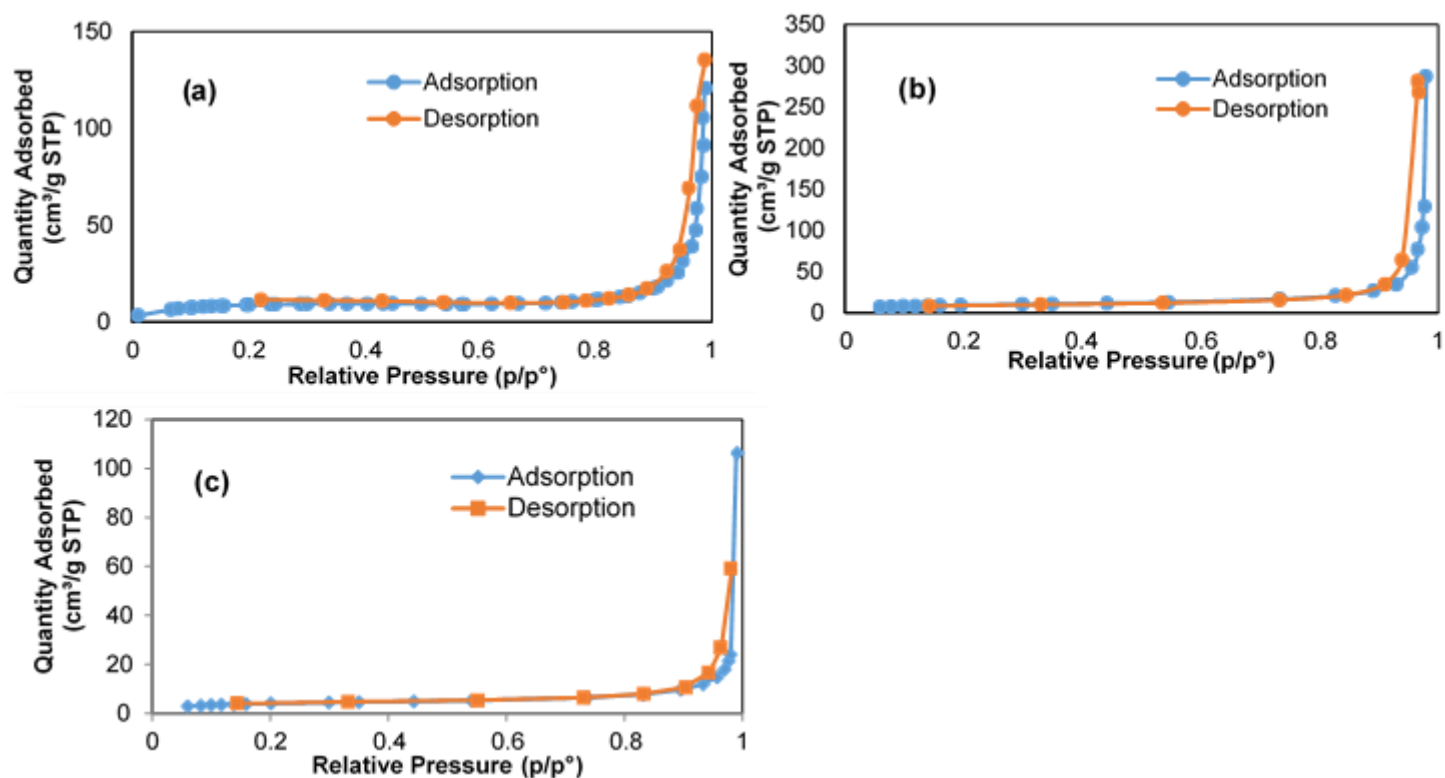 (a)
Adsorption
Desorption
Quantity Adsorbed
(cm³/g STP)
150
100
50
0
0
0.2
0.4
0.6
0.8
1
Relative Pressure (p/p°)
(b)
Adsorption
Desorption
Quantity Adsorbed
(cm³/g STP)
350
300
250
200
150
100
50
0
0
0.2
0.4
0.6
0.8
1
Relative Pressure (p/p°)
(c)
Adsorption
Desorption
Quantity Adsorbed
(cm³/g STP)
120
100
80
60
40
20
0
0
0.2
0.4
0.6
0.8
1
Relative Pressure (p/p°)